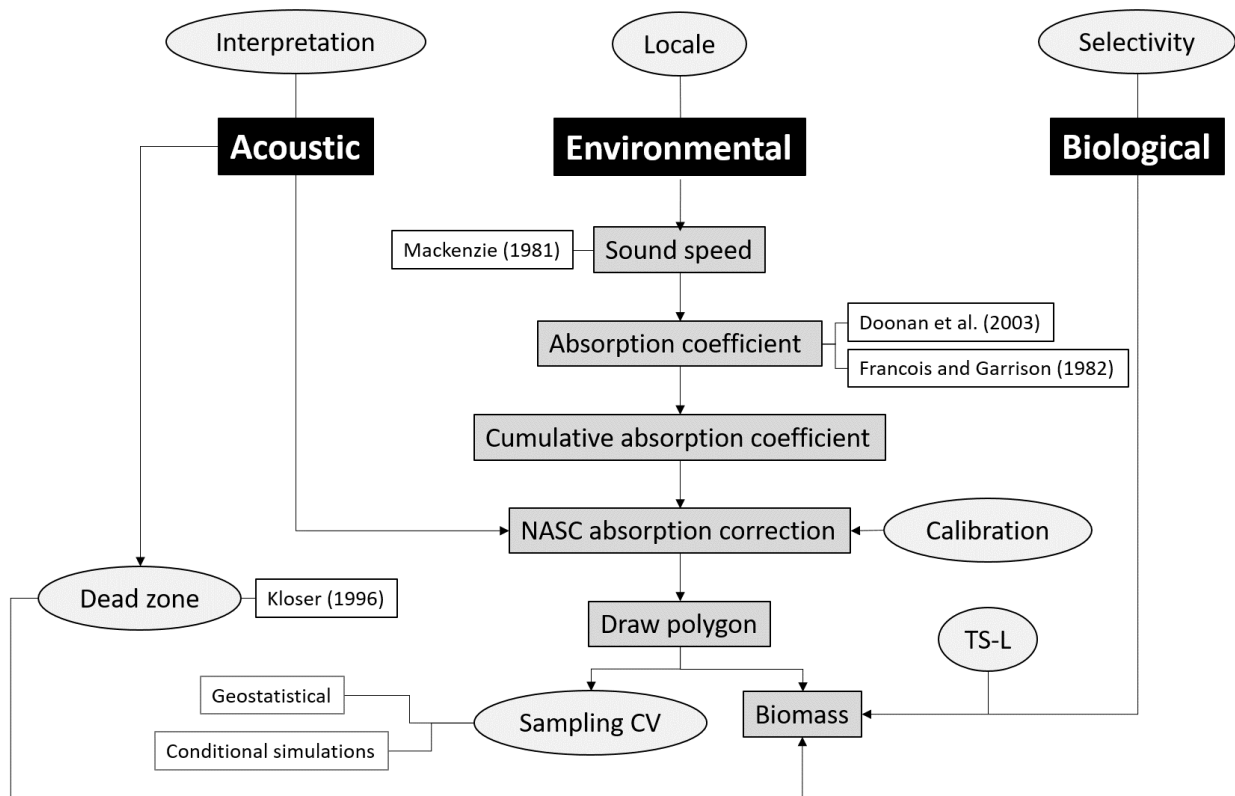 Interpretation
Locale
Selectivity
Acoustic
Environmental
Biological
Mackenzie (1981)
Sound speed
Absorption coefficient
Doonan et al. (2003)
Francois and Garrison (1982)
Cumulative absorption coefficient
NASC absorption correction
Calibration
Dead zone
Kloser (1996)
Draw polygon
TS-L
Geostatistical
Conditional simulations
Sampling CV
Biomass